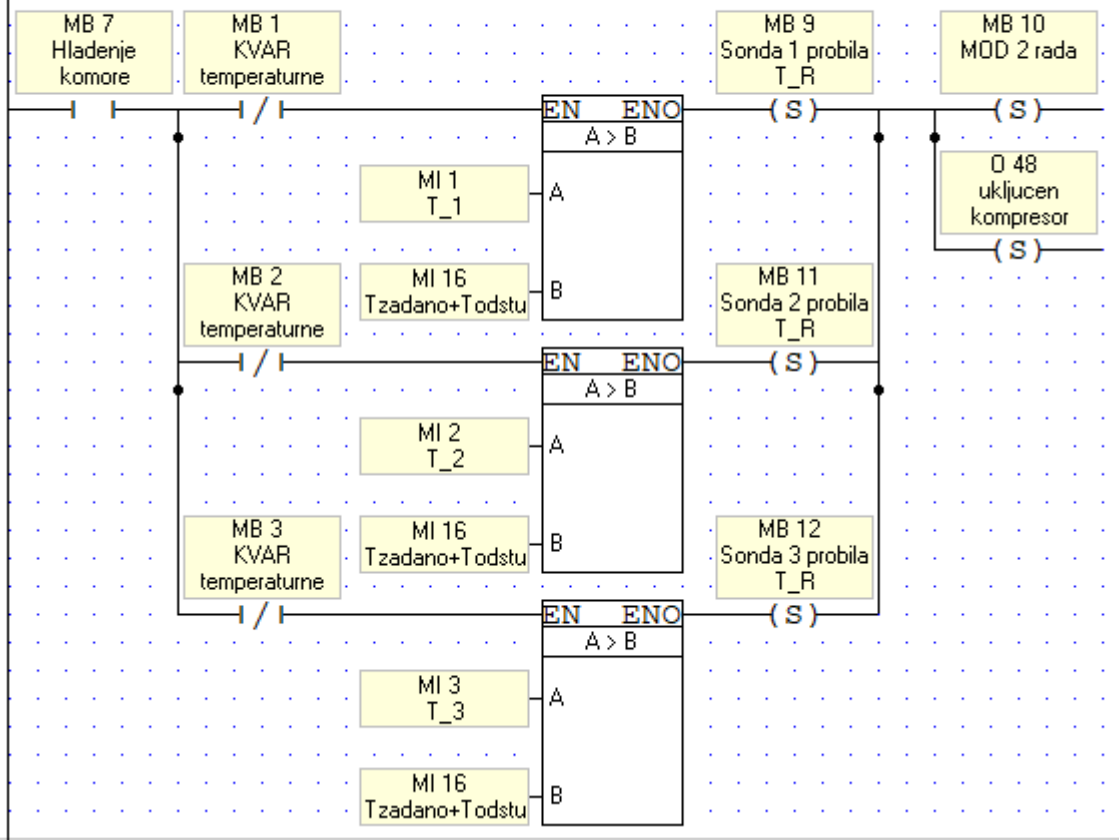 MB 7
Hladenje
komore
MB 1
KVAR
temperaturne
MB 9
Sonda 1 probila
T_R
MB 10
MOD 2 rada
EN ENO
(S)
(S)
A > B
MI 1
T_1
A
O 48
ukljucen
kompresor
(S)
MB 2
KVAR
temperaturne
MI 16
Tzadano+Todstu
B
MB 11
Sonda 2 probila
T_R
EN ENO
(S)
A > B
MI 2
T_2
A
MB 3
KVAR
temperaturne
MI 16
Tzadano+Todstu
B
MB 12
Sonda 3 probila
T_R
EN ENO
(S)
A > B
MI 3
T_3
A
MI 16
Tzadano+Todstu
B